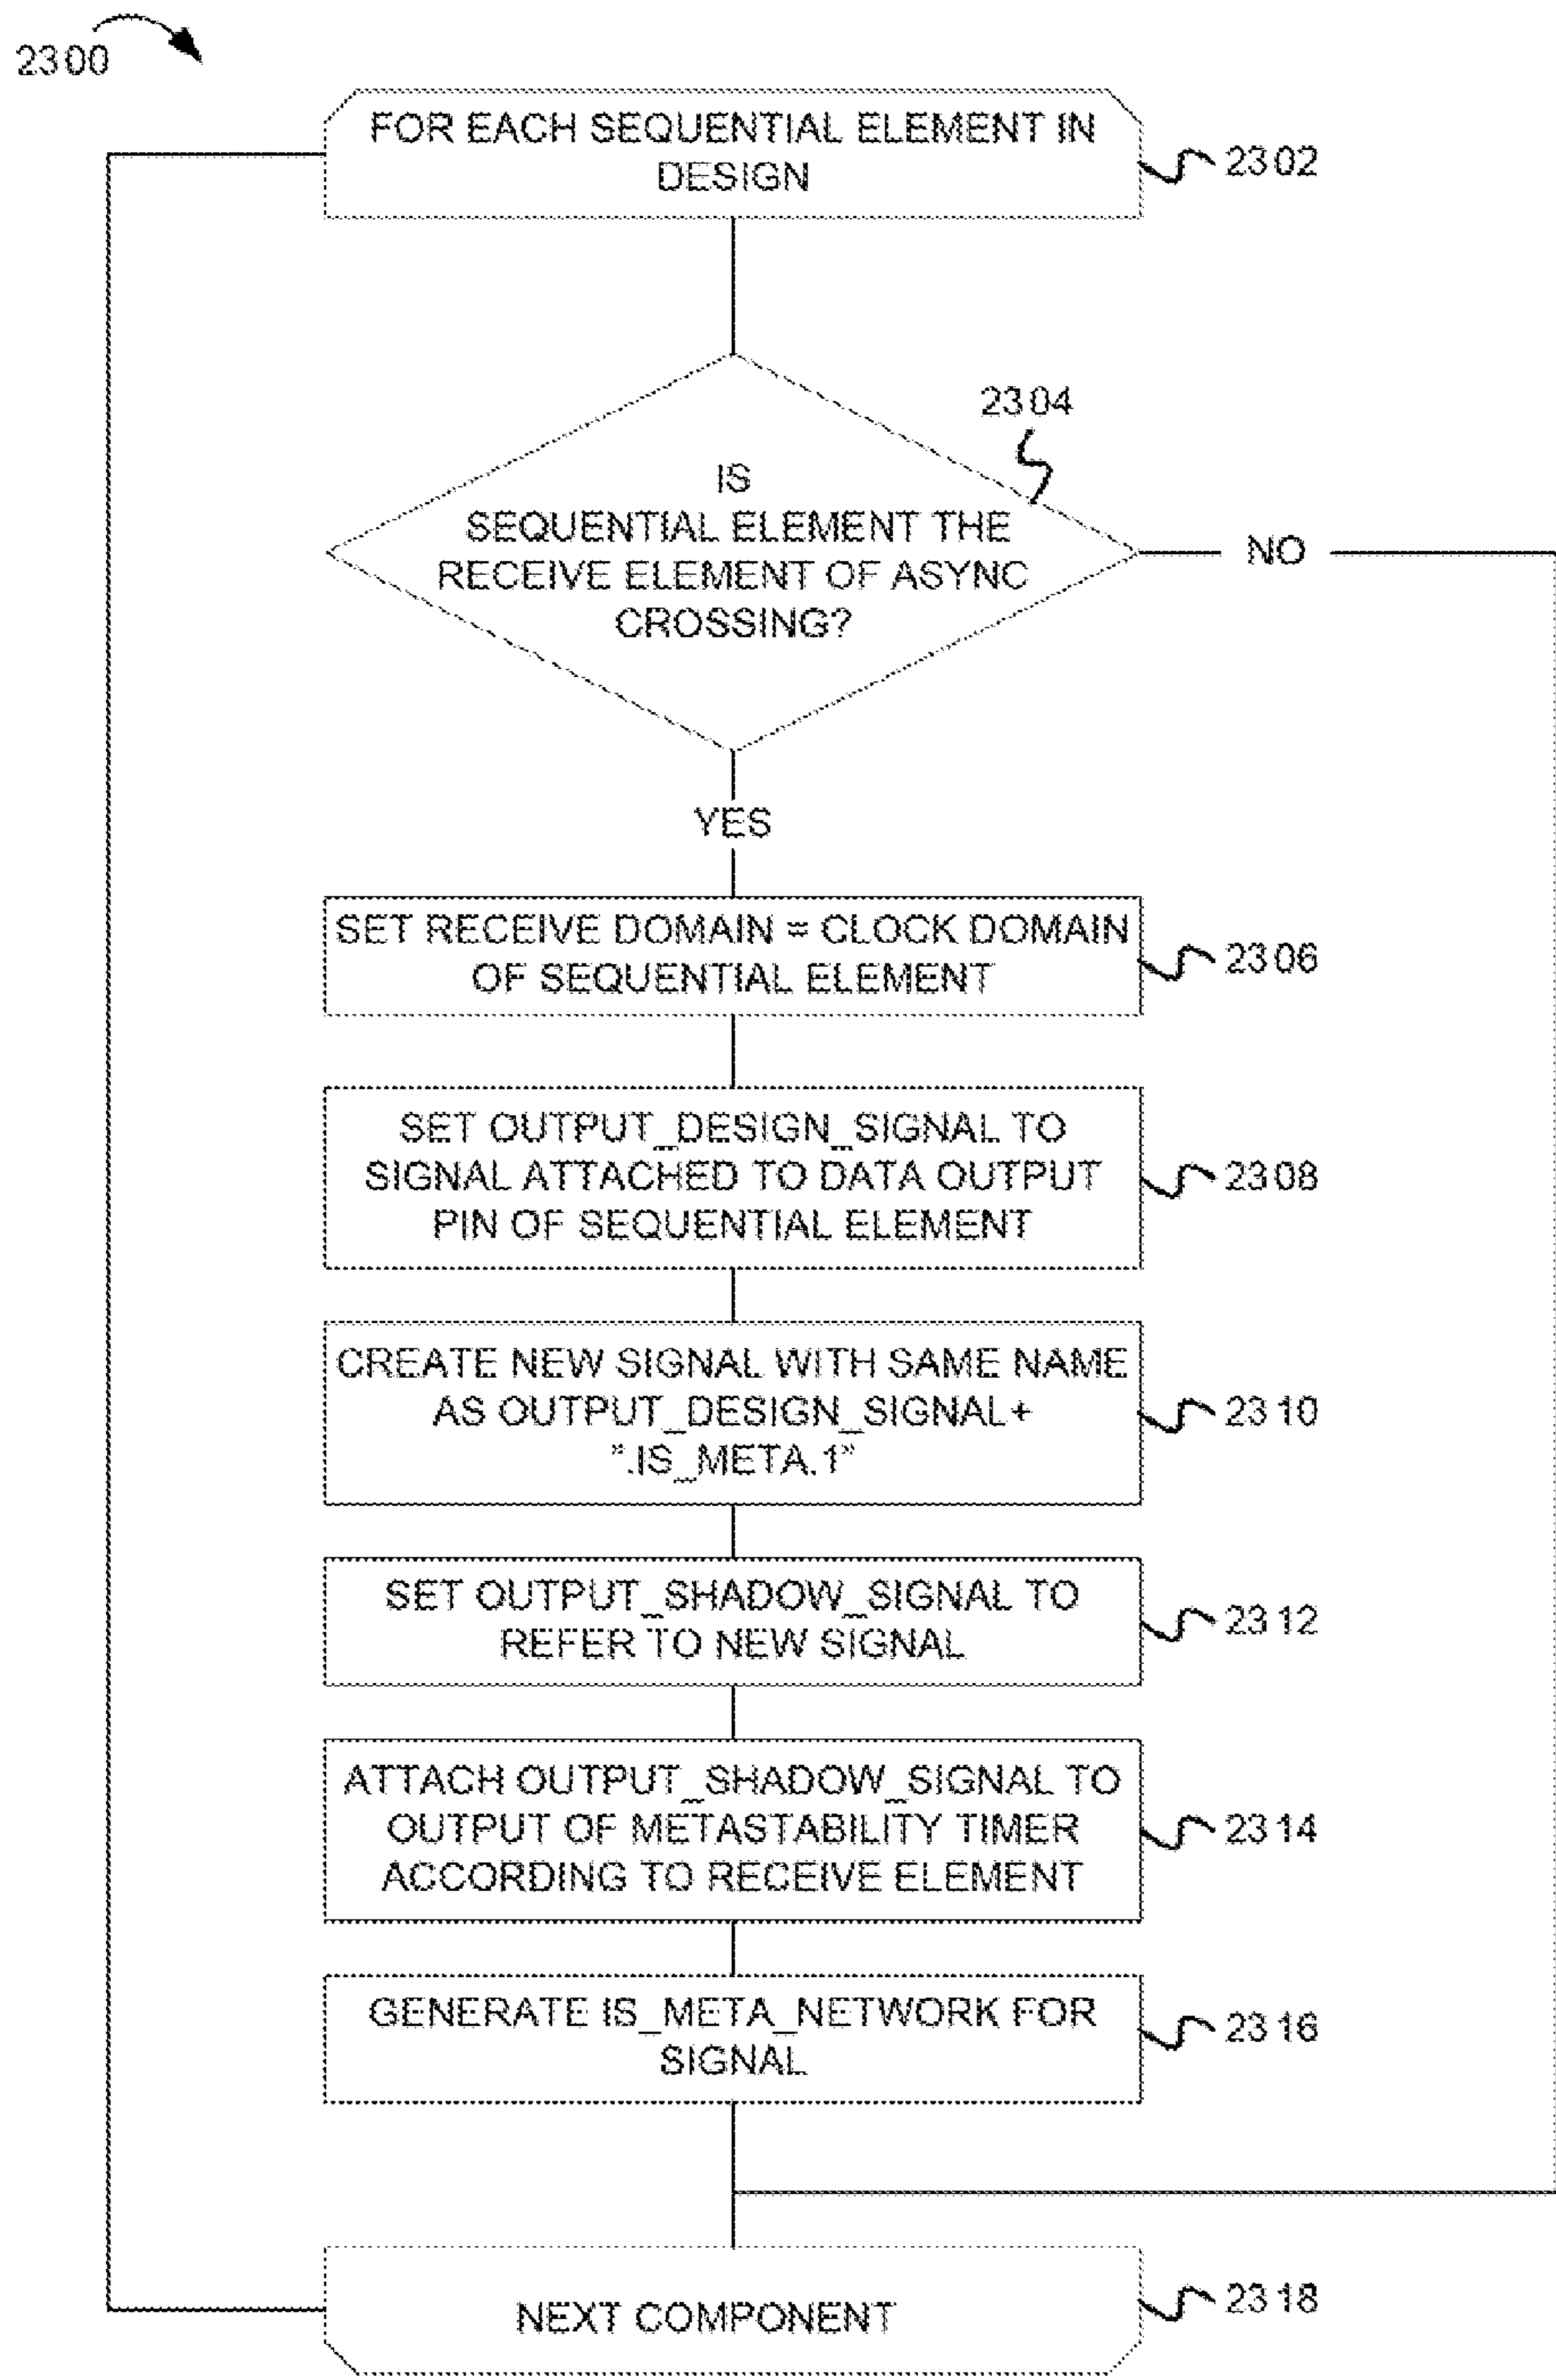 2300
FOR EACH SEQUENTIAL ELEMENT IN
DESIGN
2302
2304
IS
SEQUENTIAL ELEMENT THE
RECEIVE ELEMENT OF ASYNC
CROSSING?
NO
YES
SET RECEIVE DOMAIN = CLOCK DOMAIN
OF SEQUENTIAL ELEMENT
2306
SET OUTPUT_DESIGN_SIGNAL TO
SIGNAL ATTACHED TO DATA OUTPUT
PIN OF SEQUENTIAL ELEMENT
2308
CREATE NEW SIGNAL WITH SAME NAME
AS OUTPUT_DESIGN_SIGNAL+
".IS_META.1"
2310
SET OUTPUT_SHADOW_SIGNAL TO
REFER TO NEW SIGNAL
2312
ATTACH OUTPUT_SHADOW_SIGNAL TO
OUTPUT OF METASTABILITY TIMER
ACCORDING TO RECEIVE ELEMENT
2314
GENERATE IS_META_NETWORK FOR
SIGNAL
2316
NEXT COMPONENT
2318